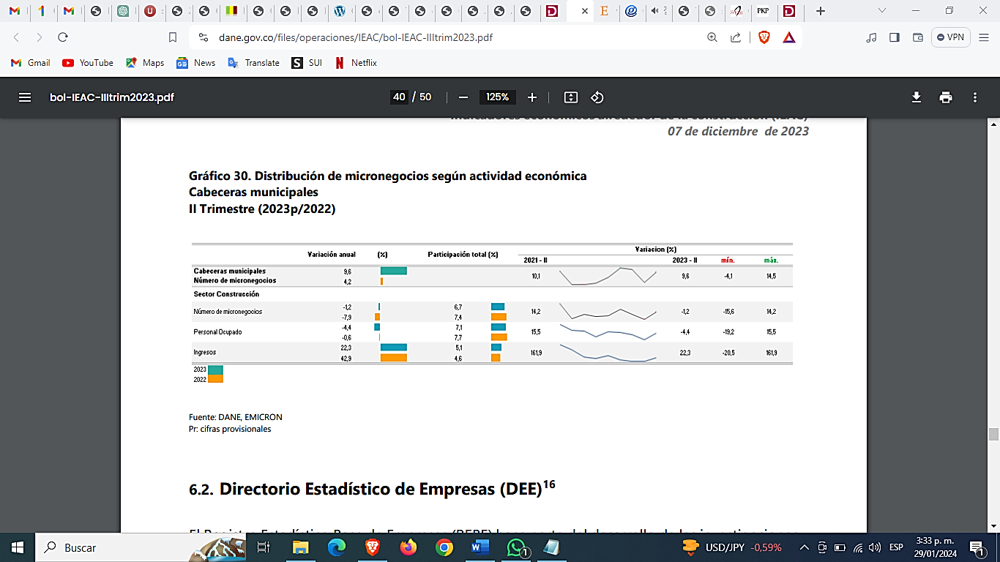 dane.gov.co/files/operaciones/IEAC/bol-IEAC-IIItrim2023.pdf
VPN
Gmail YouTube Maps News Translate SUI Netflix
bol-IEAC-IIItrim2023.pdf 40 / 50 125%
07 de diciembre de 2023
Gráfico 30. Distribución de micronegocios según actividad económica
Cabeceras municipales
II Trimestre (2023p/2022)
Variación anual (%) Participación total (%) Variacion (%)
2021 - II 2023 - II mín. máx.
Cabeceras municipales 9,6
Número de micronegocios 4,2
10,1 9,6 -4,1 14,5
Sector Construcción
Número de micronegocios -1,2 6,7 14,2 -1,2 -15,6 14,2
-7,9 7,4
Personal Ocupado -4,4 7,1 15,5 -4,4 -19,2 15,5
-0,6 7,7
Ingresos 22,3 5,1 161,9 22,3 -20,5 161,9
42,9 4,6
2023
2022
Fuente: DANE, EMICRON
Pr: cifras provisionales
6.2. Directorio Estadístico de Empresas (DEE)16
Buscar
USD/JPY -0,59%
ESP
3:33 p. m.
29/01/2024